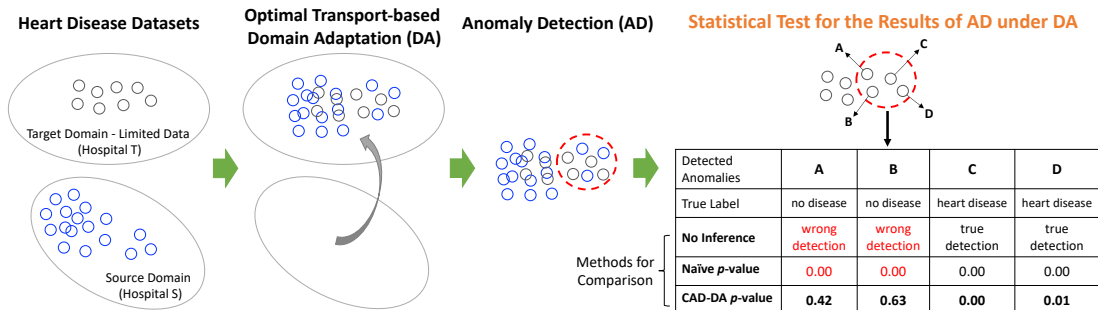 Heart Disease Datasets
Target Domain - Limited Data
(Hospital T)
Source Domain
(Hospital S)
Optimal Transport-based
Domain Adaptation (DA)
Anomaly Detection (AD)
Statistical Test for the Results of AD under DA
A
C
B
D
Detected
Anomalies
A
B
C
D
True Label
no disease
no disease
heart disease
heart disease
Methods for
Comparison
No Inference
wrong
detection
wrong
detection
true
detection
true
detection
Naïve p-value
0.00
0.00
0.00
0.00
CAD-DA p-value
0.42
0.63
0.00
0.01